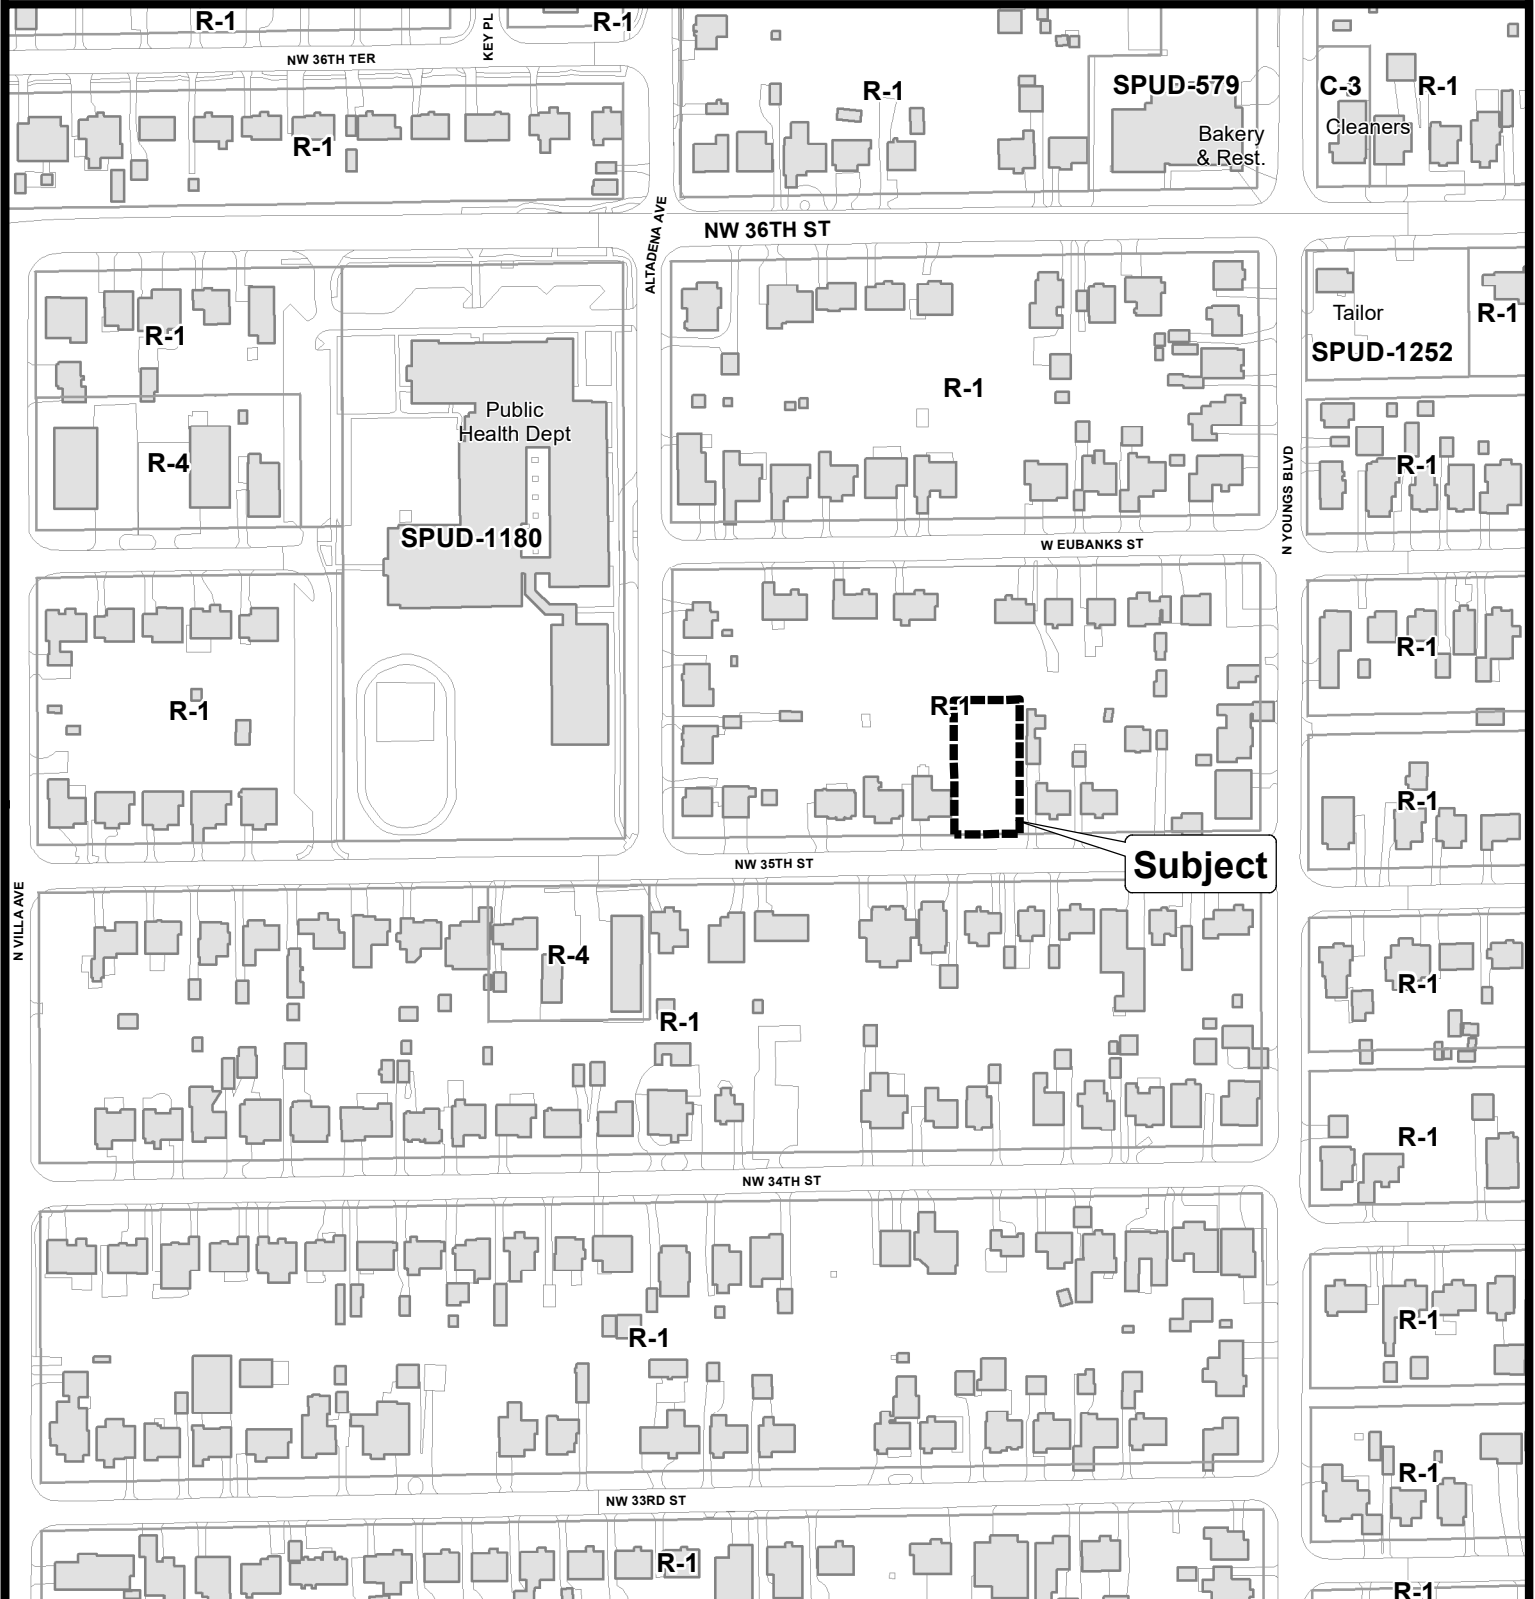 R-1
R-1
KEY PL
NW 36TH TER
R-1
SPUD-579
C-3
R-1
Cleaners
Bakery
& Rest.
R-1
ALTADENA AVE
NW 36TH ST
Tailor
R-1
R-1
SPUD-1252
R-1
Public
Health Dept
R-4
R-1
N YOUNGS BLVD
SPUD-1180
W EUBANKS ST
R-1
R-1
R-1
R-1
NW 35TH ST
Subject
N VILLA AVE
R-4
R-1
R-1
R-1
NW 34TH ST
R-1
R-1
R-1
NW 33RD ST
R-1
R-1